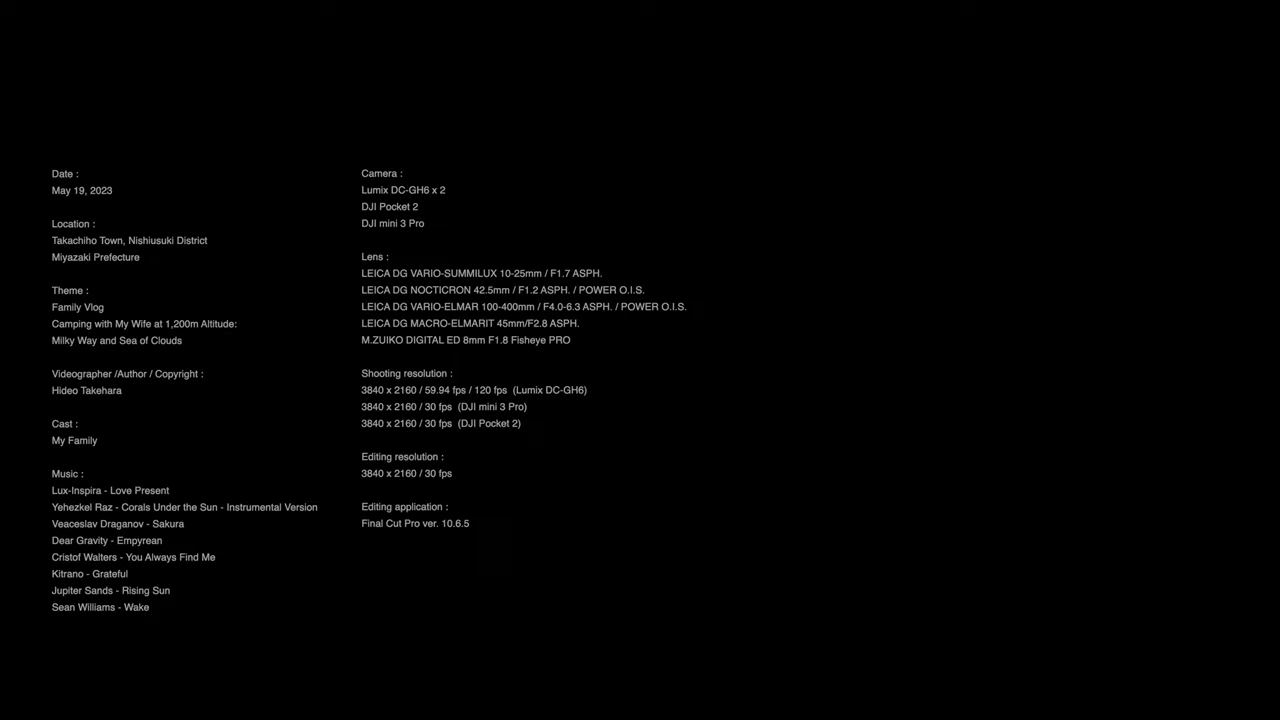 Date :
May 19, 2023
Location :
Takachiho Town, Nishiusuki District
Miyazaki Prefecture
Theme :
Family Vlog
Camping with My Wife at 1,200m Altitude:
Milky Way and Sea of Clouds
Videographer /Author / Copyright :
Hideo Takehara
Cast :
My Family
Music :
Lux-Inspira - Love Present
Yehezkel Raz - Corals Under the Sun - Instrumental Version
Veaceslav Draganov - Sakura
Dear Gravity - Empyrean
Cristof Walters - You Always Find Me
Kitrano - Grateful
Jupiter Sands - Rising Sun
Sean Williams - Wake
Camera :
Lumix DC-GH6 x 2
DJI Pocket 2
DJI mini 3 Pro
Lens :
LEICA DG VARIO-SUMMILUX 10-25mm / F1.7 ASPH.
LEICA DG NOCTICRON 42.5mm / F1.2 ASPH. / POWER O.I.S.
LEICA DG VARIO-ELMAR 100-400mm / F4.0-6.3 ASPH. / POWER O.I.S.
LEICA DG MACRO-ELMARIT 45mm/F2.8 ASPH.
M.ZUIKO DIGITAL ED 8mm F1.8 Fisheye PRO
Shooting resolution :
3840 x 2160 / 59.94 fps / 120 fps  (Lumix DC-GH6)
3840 x 2160 / 30 fps  (DJI mini 3 Pro)
3840 x 2160 / 30 fps  (DJI Pocket 2)
Editing resolution :
3840 x 2160 / 30 fps
Editing application :
Final Cut Pro ver. 10.6.5